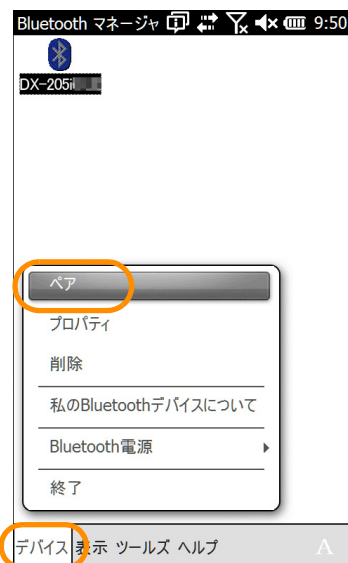 Bluetooth マネージャ 9:50
DX-205i
ペア
プロパティ
削除
私のBluetoothデバイスについて
Bluetooth電源
終了
デバイス 表示 ツールズ ヘルプ A